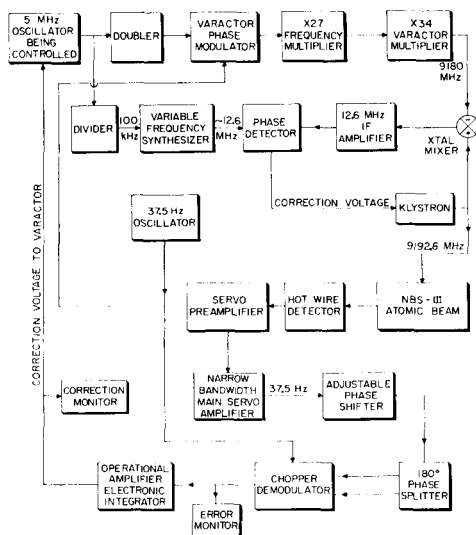 5 MHz
OSCILLATOR
BEING
CONTROLLED
DOUBLER
VARACTOR
PHASE
MODULATOR
X27
FREQUENCY
MULTIPLIER
X34
VARACTOR
MULTIPLIER
9180
MHz
DIVIDER
100
kHz
VARIABLE
FREQUENCY
SYNTHESIZER
~12.6
MHz
PHASE
DETECTOR
12.6 MHz
IF
AMPLIFIER
XTAL
MIXER
CORRECTION VOLTAGE
KLYSTRON
37.5 Hz
OSCILLATOR
9192.6 MHz
CORRECTION VOLTAGE TO VARACTOR
SERVO
PREAMPLIFIER
HOT WIRE
DETECTOR
NBS-III
ATOMIC BEAM
CORRECTION
MONITOR
NARROW
BANDWIDTH
MAIN SERVO
AMPLIFIER
37.5 Hz
ADJUSTABLE
PHASE
SHIFTER
OPERATIONAL
AMPLIFIER
ELECTRONIC
INTEGRATOR
ERROR
MONITOR
CHOPPER
DEMODULATOR
180°
PHASE
SPLITTER